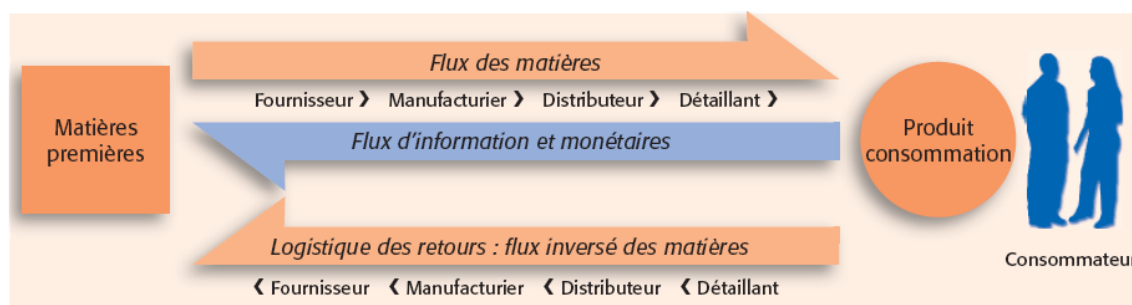 Flux des matières
Fournisseur ❯ Manufacturier ❯ Distributeur ❯ Détaillant ❯
Matières
premières
Flux d'information et monétaires
Produit
consommation
Logistique des retours : flux inversé des matières
❮ Fournisseur ❮ Manufacturier ❮ Distributeur ❮ Détaillant
Consommateur